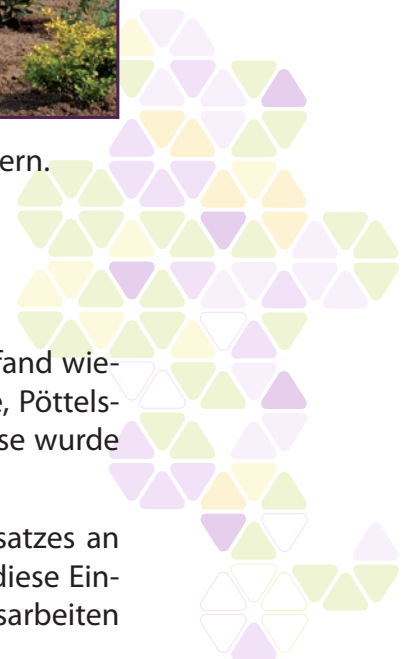 ern.
fand wie-
e, Pöttels-
se wurde
satzes an
diese Ein-
sarbeiten